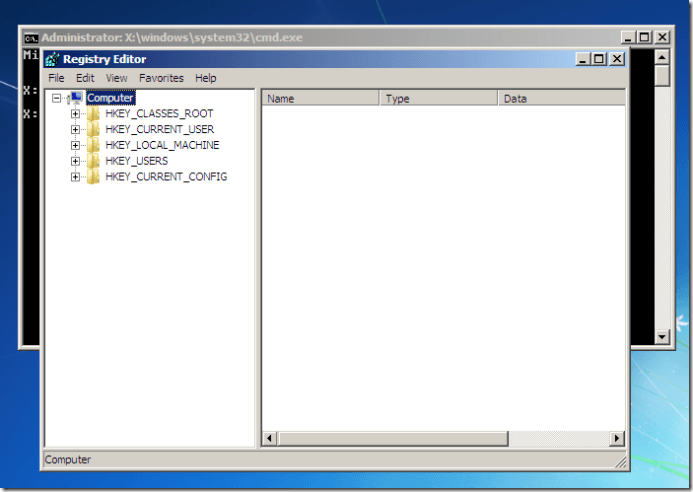 Administrator: X:\windows\system32\cmd.exe
Mi
Registry Editor
File Edit View Favorites Help
X:
X:
Computer
Name Type Data
HKEY_CLASSES_ROOT
HKEY_CURRENT_USER
HKEY_LOCAL_MACHINE
HKEY_USERS
HKEY_CURRENT_CONFIG
Computer